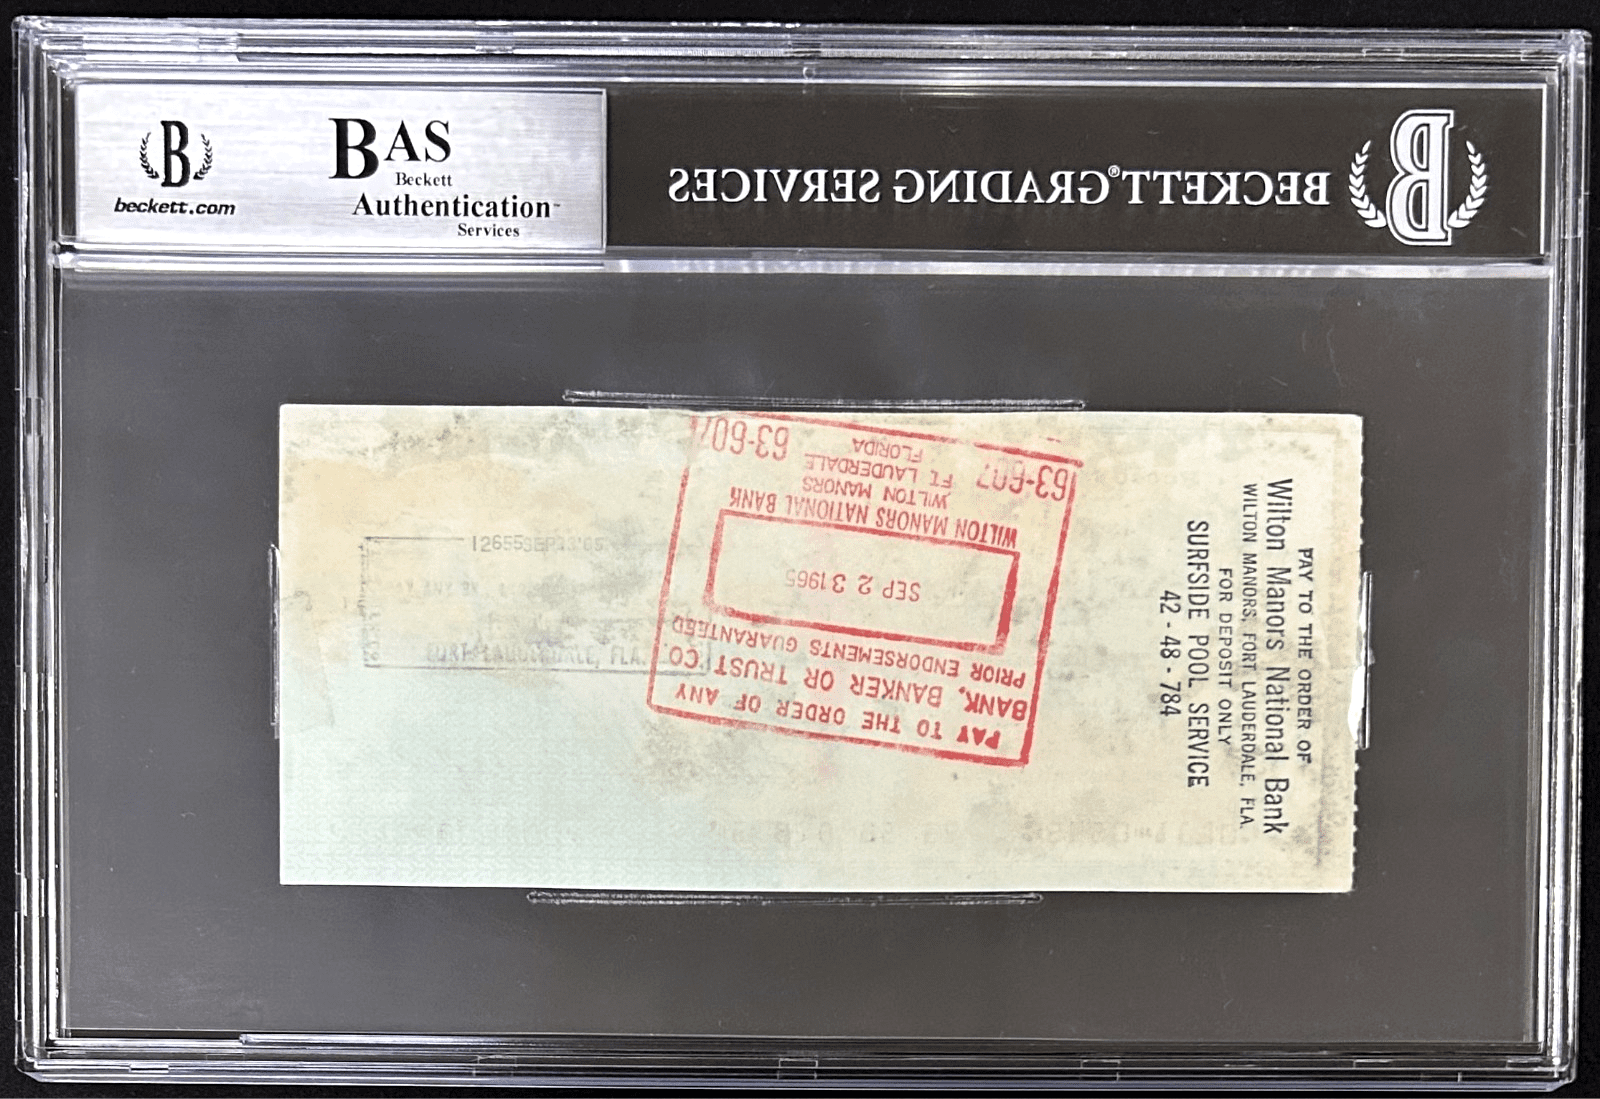 B
beckett.com
BAS
Beckett
Authentication
Services
BECKETT® GRADING SERVICES
B
PAY TO THE ORDER OF ANY
BANK, BANKER OR TRUST CO.
PRIOR ENDORSEMENTS GUARANTEED
SEP 23 1965
WILTON MANORS NATIONAL BANK
WILTON MANORS
63-607 FT LAUDERDALE 63-607
FLORIDA
PAY TO THE ORDER OF
Wilton Manors National Bank
WILTON MANORS, FORT LAUDERDALE, FLA.
FOR DEPOSIT ONLY
SURFSIDE POOL SERVICE
42-48-784
12655 SEP
FORT LAUDERDALE, FLA.